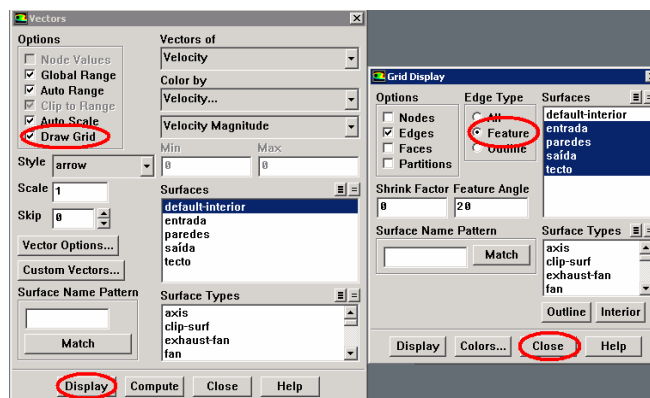 Vectors
Options
Node Values
Global Range
Auto Range
Clip to Range
Auto Scale
Draw Grid
Style arrow
Scale 1
Skip 0
Vector Options...
Custom Vectors...
Surface Name Pattern
Match
Vectors of
Velocity
Color by
Velocity...
Velocity Magnitude
Min Max
0 0
Surfaces
default-interior
entrada
paredes
saída
tecto
Surface Types
axis
clip-surf
exhaust-fan
fan
Display Compute Close Help
Grid Display
Options
Nodes
Edges
Faces
Partitions
Edge Type
All
Feature
Outline
Surfaces
default-interior
entrada
paredes
saída
tecto
Shrink Factor Feature Angle
0 20
Surface Name Pattern
Match
Surface Types
axis
clip-surf
exhaust-fan
fan
Outline Interior
Display Colors... Close Help